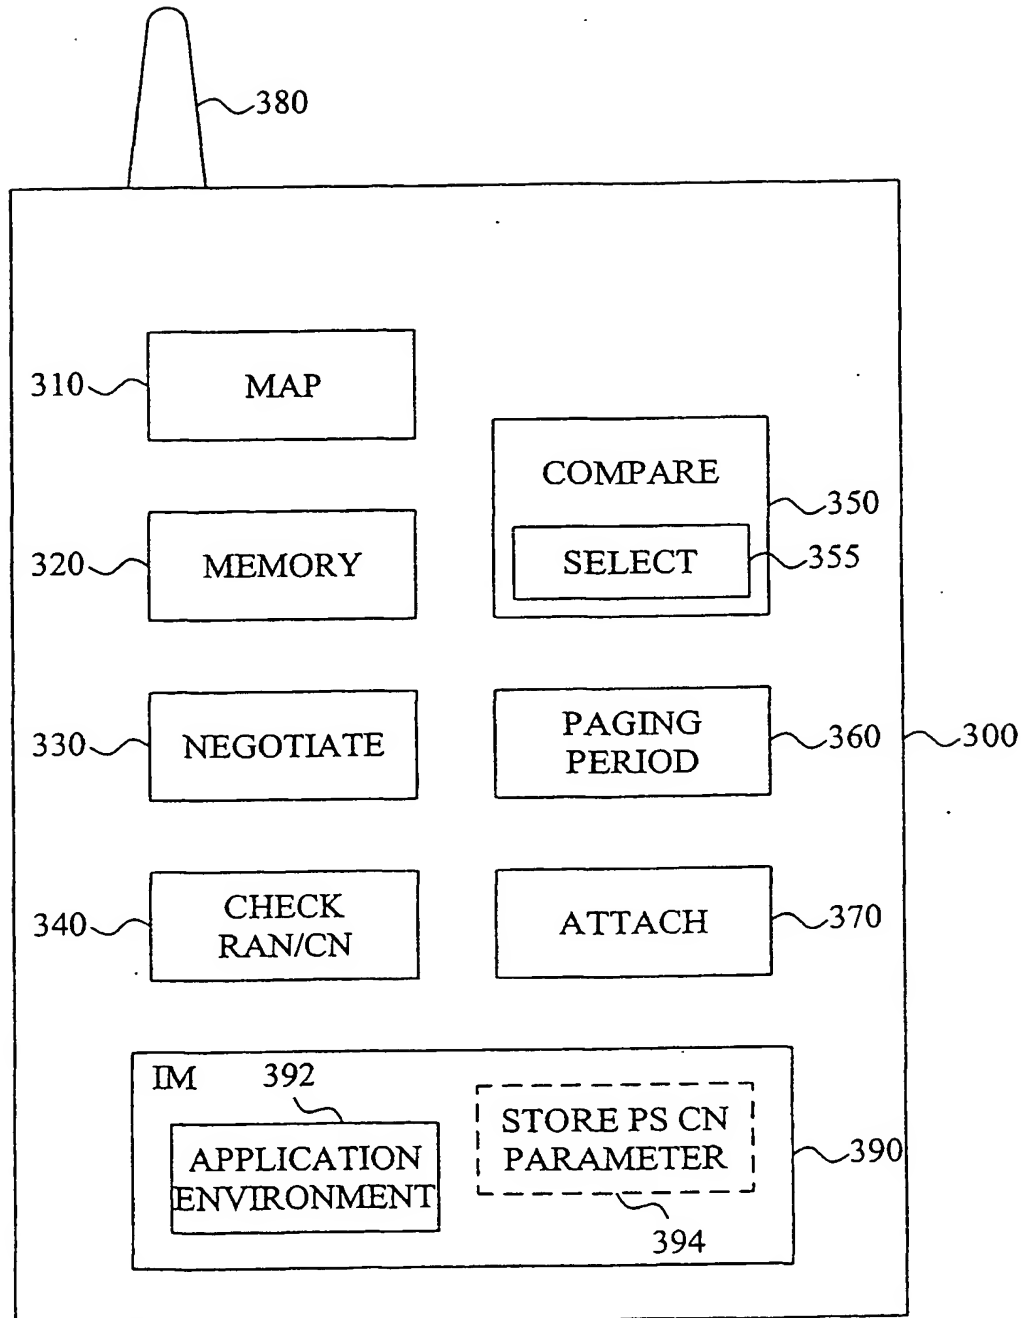 380
310
MAP
COMPARE
350
320
MEMORY
SELECT
355
330
NEGOTIATE
PAGING
PERIOD
360
300
340
CHECK
RAN/CN
ATTACH
370
IM
392
APPLICATION
ENVIRONMENT
STORE PS CN
PARAMETER
390
394